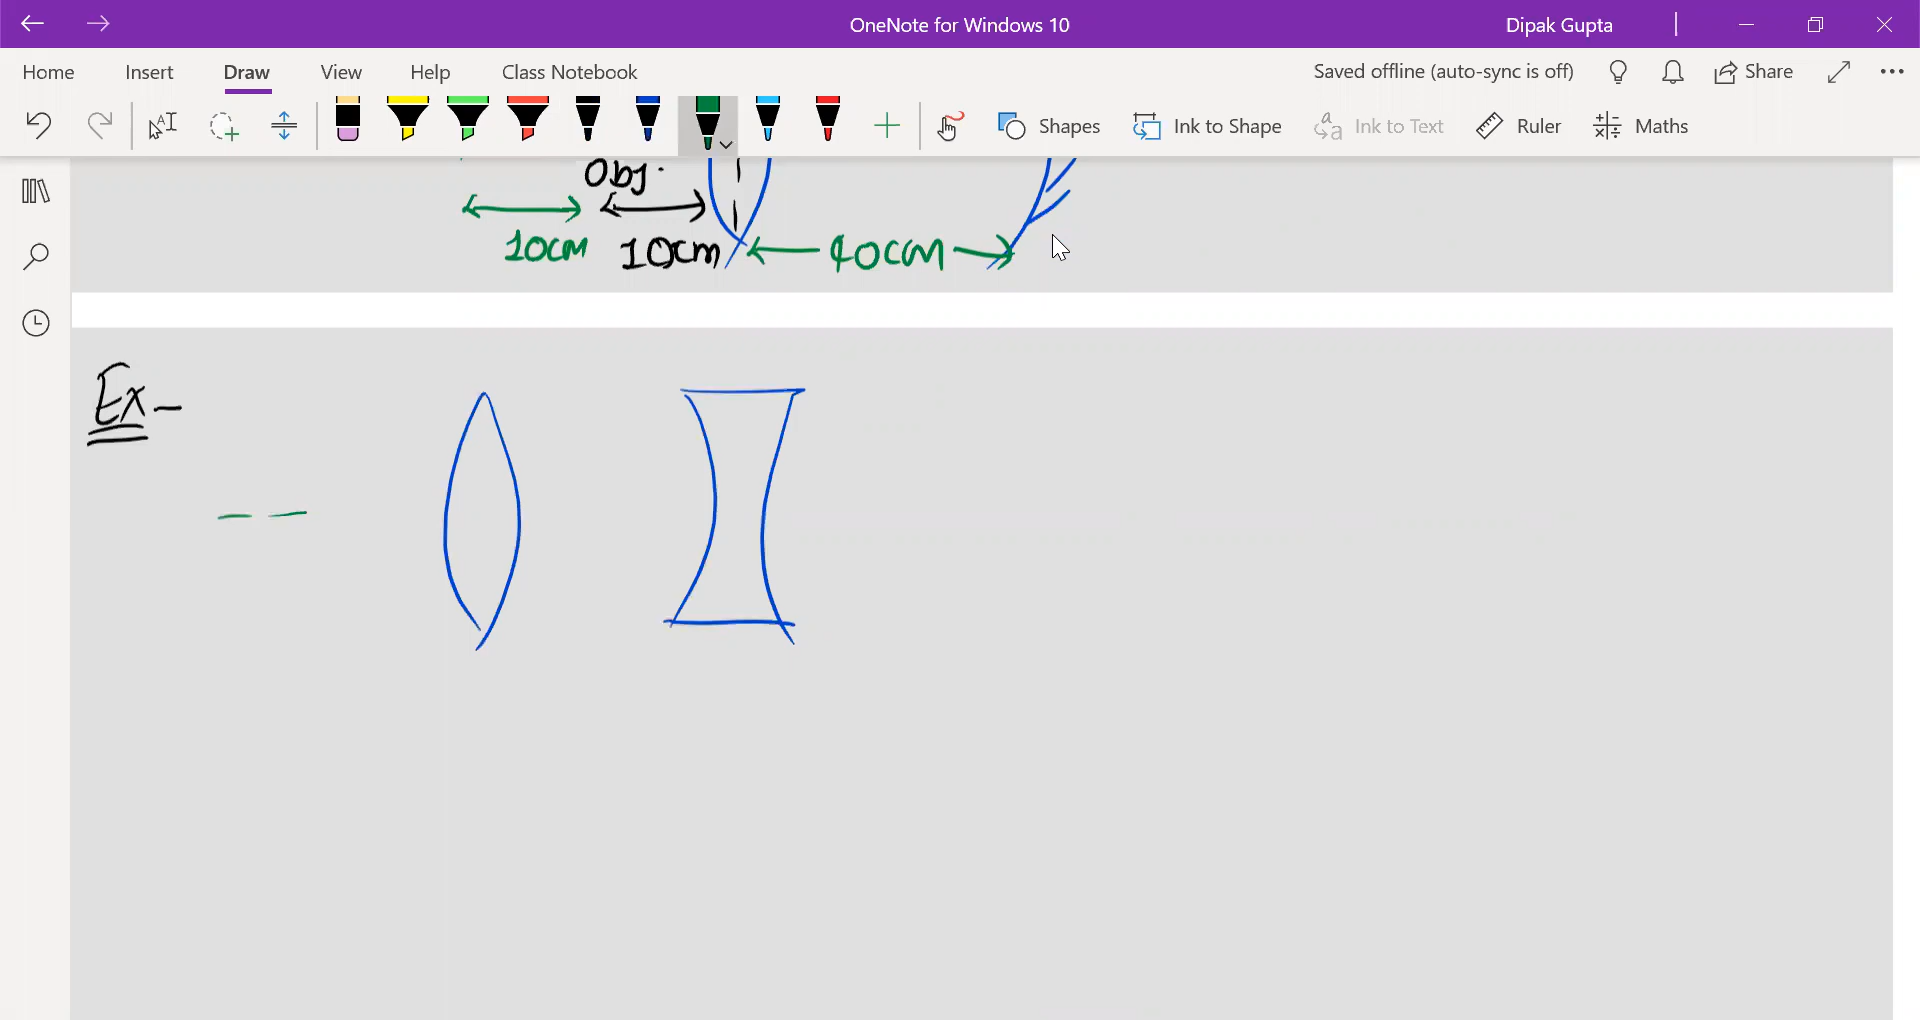 OneNote for Windows 10
Dipak Gupta
Home Insert Draw View Help Class Notebook
Saved offline (auto-sync is off) Share
Shapes Ink to Shape Ink to Text Ruler Maths
Obj.
10cm 10cm 40cm
Ex-